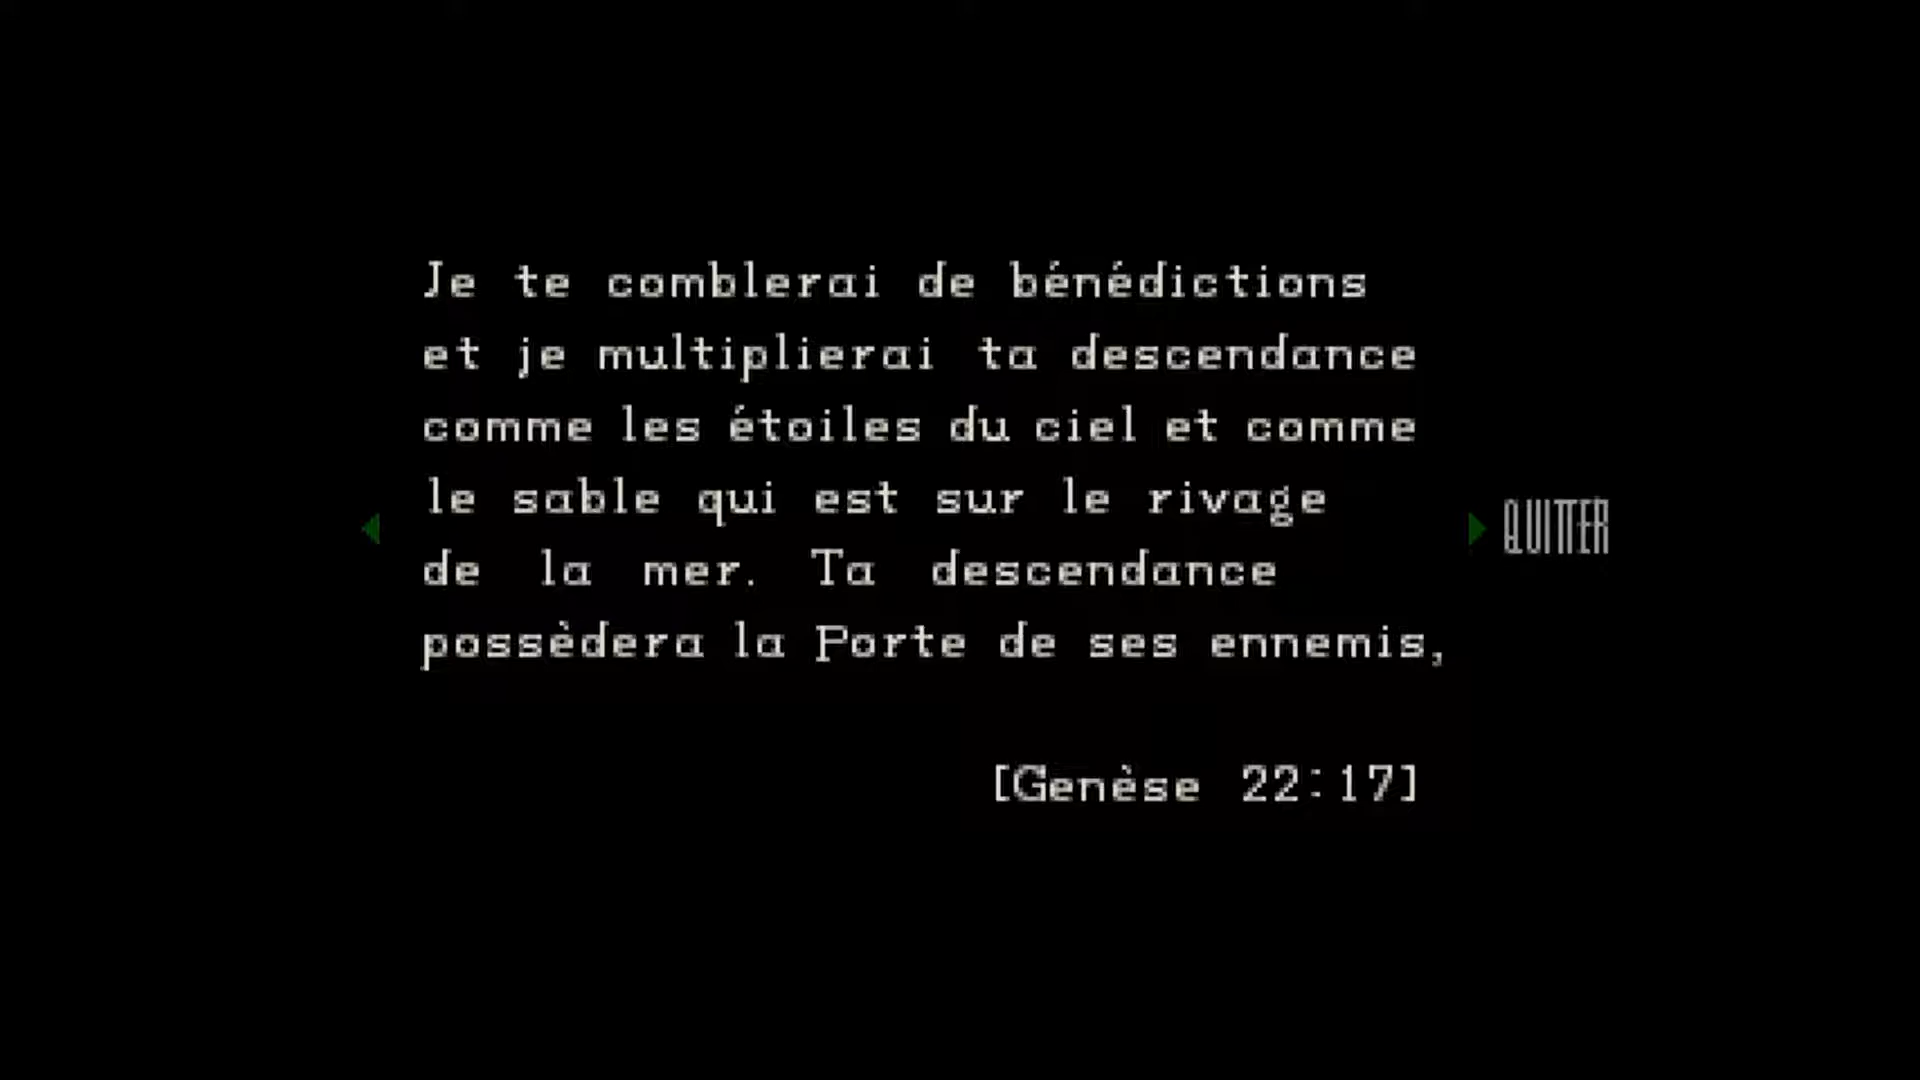 Je te comblerai de bénédictions
et je multiplierai ta descendance
comme les étoiles du ciel et comme
le sable qui est sur le rivage
de la mer. Ta descendance
possèdera la Porte de ses ennemis,
QUITTER
[Genèse 22:17]